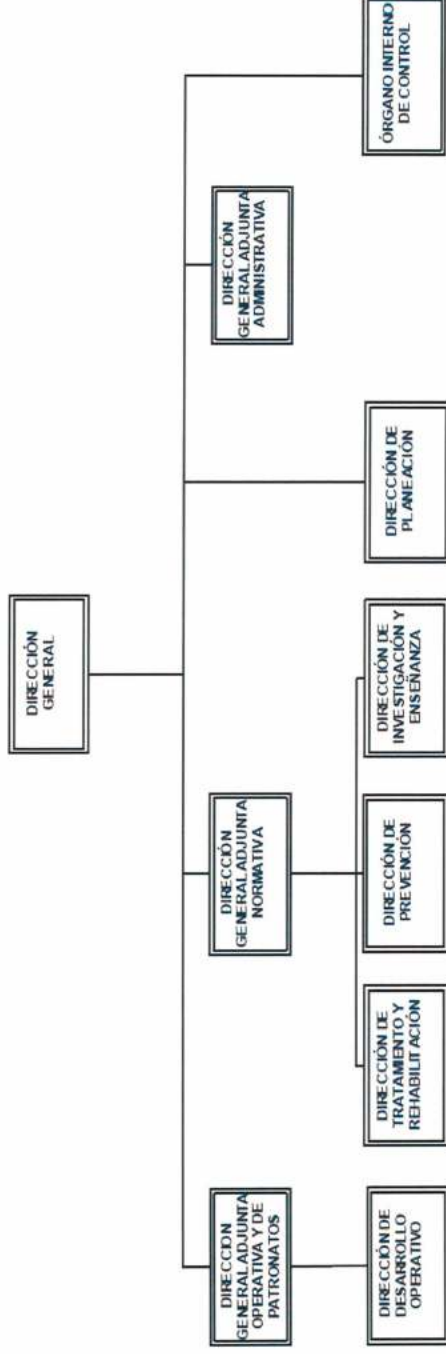 DIRECCIÓN
GENERAL
DIRECCION
GENERAL ADJUNTA
OPERATIVA Y DE
PATRONATOS
DIRECCIÓN
GENERAL ADJUNTA
NORMATIVA
DIRECCIÓN
GENERAL ADJUNTA
ADMINISTRATIVA
DIRECCIÓN DE
DESARROLLO
OPERATIVO
DIRECCIÓN DE
TRATAMIENTO Y
REHABILITACIÓN
DIRECCIÓN DE
PREVENCIÓN
DIRECCIÓN DE
INVESTIGACIÓN Y
ENSEÑANZA
DIRECCIÓN DE
PLANEACIÓN
ÓRGANO INTERNO
DE CONTROL